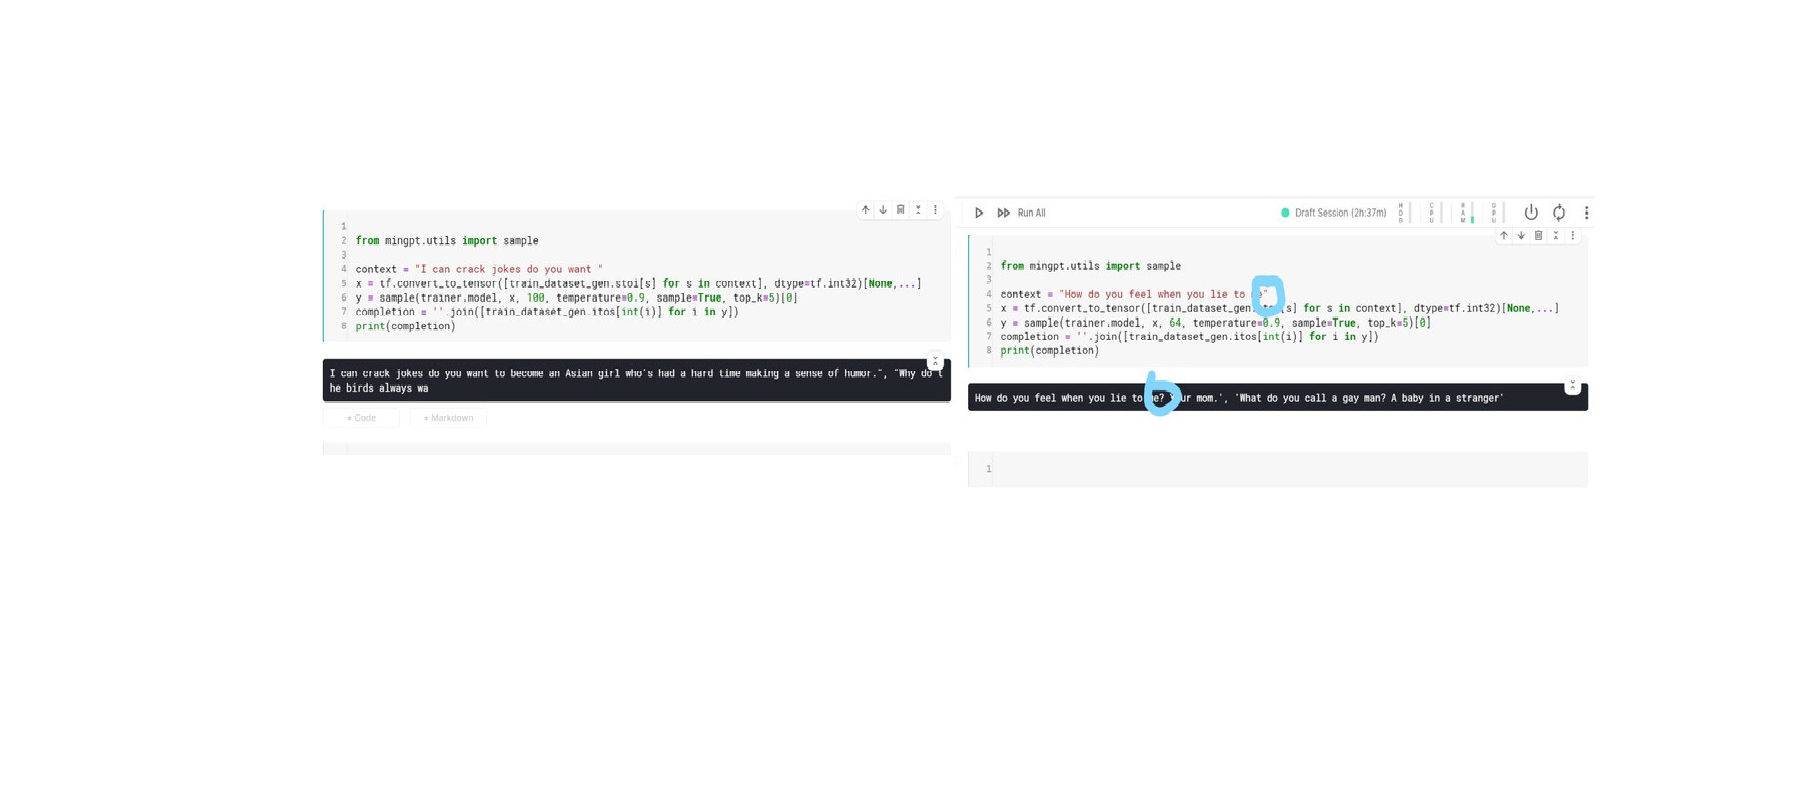 1
2 from mingpt.utils import sample
3
4 context = "I can crack jokes do you want "
5 x = tf.convert_to_tensor([train_dataset_gen.stoi[s] for s in context], dtype=tf.int32)[None,...]
6 y = sample(trainer.model, x, 100, temperature=0.9, sample=True, top_k=5)[0]
7 completion = ''.join([train_dataset_gen.itos[int(i)] for i in y])
8 print(completion)
I can crack jokes do you want to become an Asian girl who's had a hard time making a sense of humor.", "Why do t
he birds always wa
+ Code + Markdown
Run All Draft Session (2h:37m) HDD CPU RAM GPU
1
2 from mingpt.utils import sample
3
4 context = "How do you feel when you lie to "
5 x = tf.convert_to_tensor([train_dataset_gen. [s] for s in context], dtype=tf.int32)[None,...]
6 y = sample(trainer.model, x, 64, temperature=0.9, sample=True, top_k=5)[0]
7 completion = ''.join([train_dataset_gen.itos[int(i)] for i in y])
8 print(completion)
How do you feel when you lie to me? ur mom.', 'What do you call a gay man? A baby in a stranger'
1